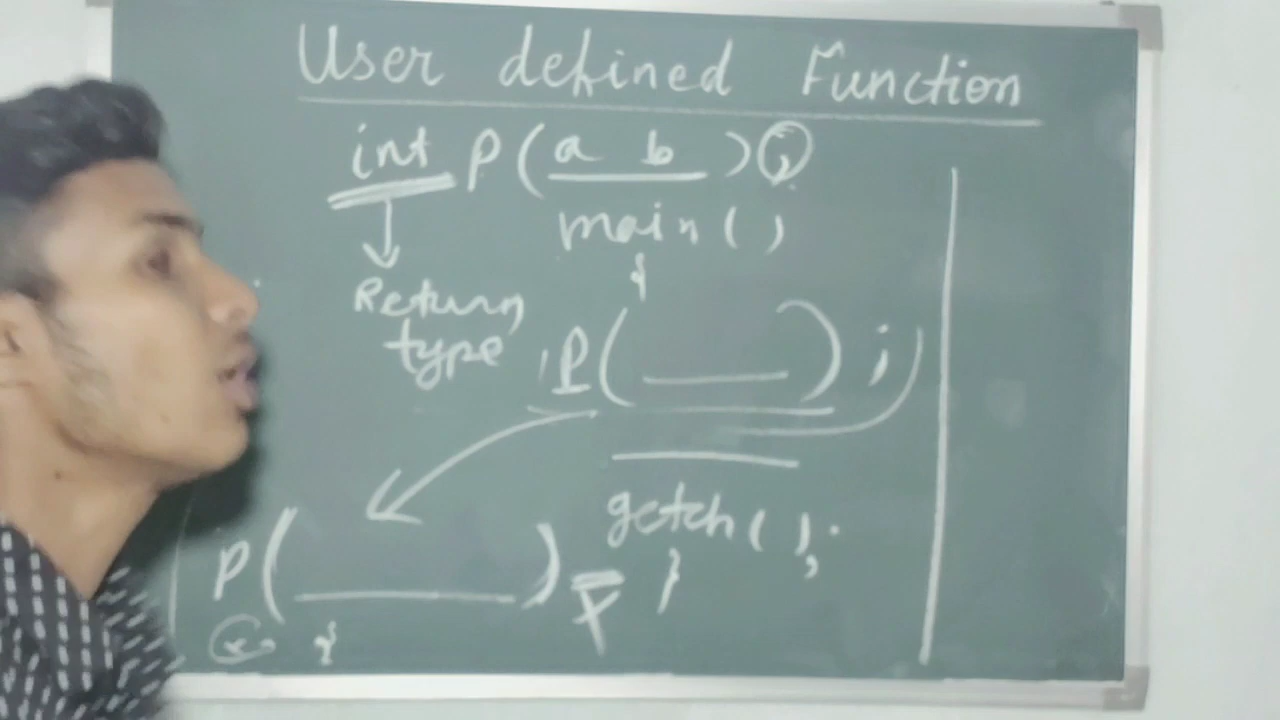 User defined Function
int P(a b);
main()
{
Return
type
P( );
getch();
}
P( )
{